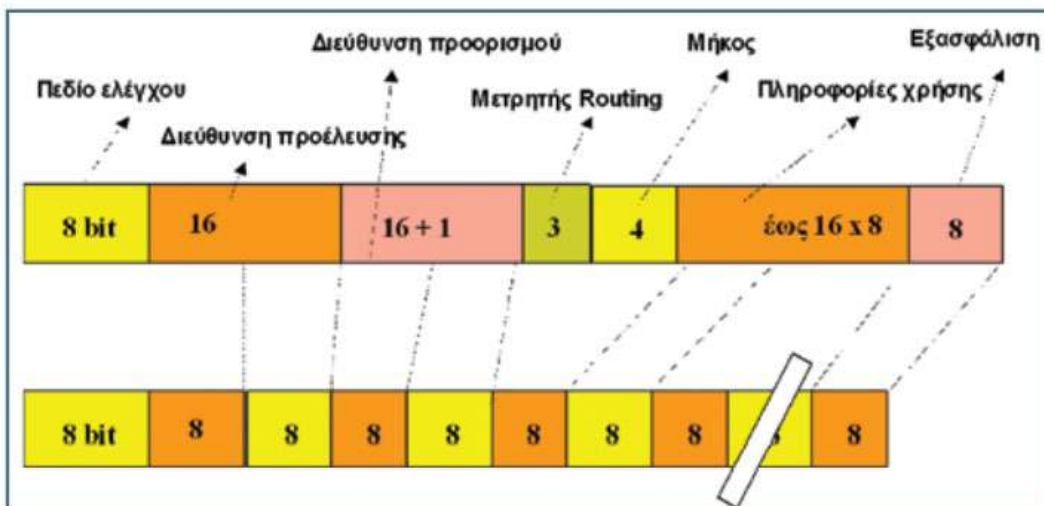 Διεύθυνση προορισμού
Μήκος
Εξασφάλιση
Πεδίο ελέγχου
Μετρητής Routing
Πληροφορίες χρήσης
Διεύθυνση προέλευσης
8 bit 16 16 + 1 3 4 έως 16 x 8 8
8 bit 8 8 8 8 8 8 8 8